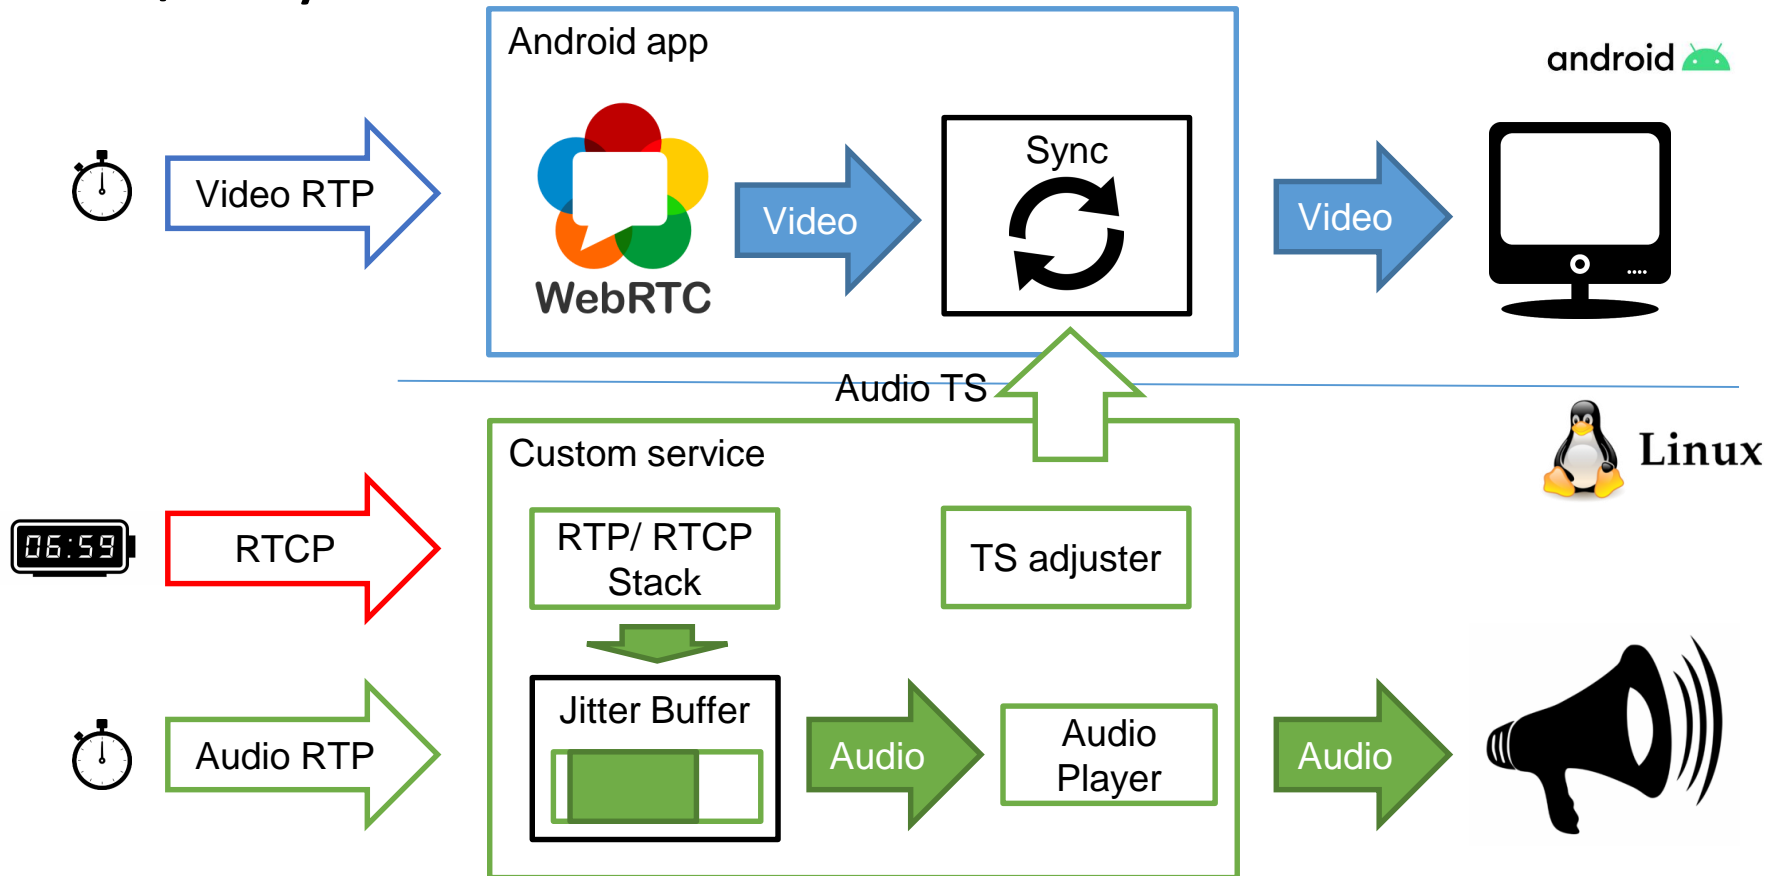 Android app
android
Video RTP
WebRTC
Video
Sync
Video
Audio TS
Custom service
Linux
06:59
RTCP
RTP/ RTCP
Stack
TS adjuster
Audio RTP
Jitter Buffer
Audio
Audio
Player
Audio